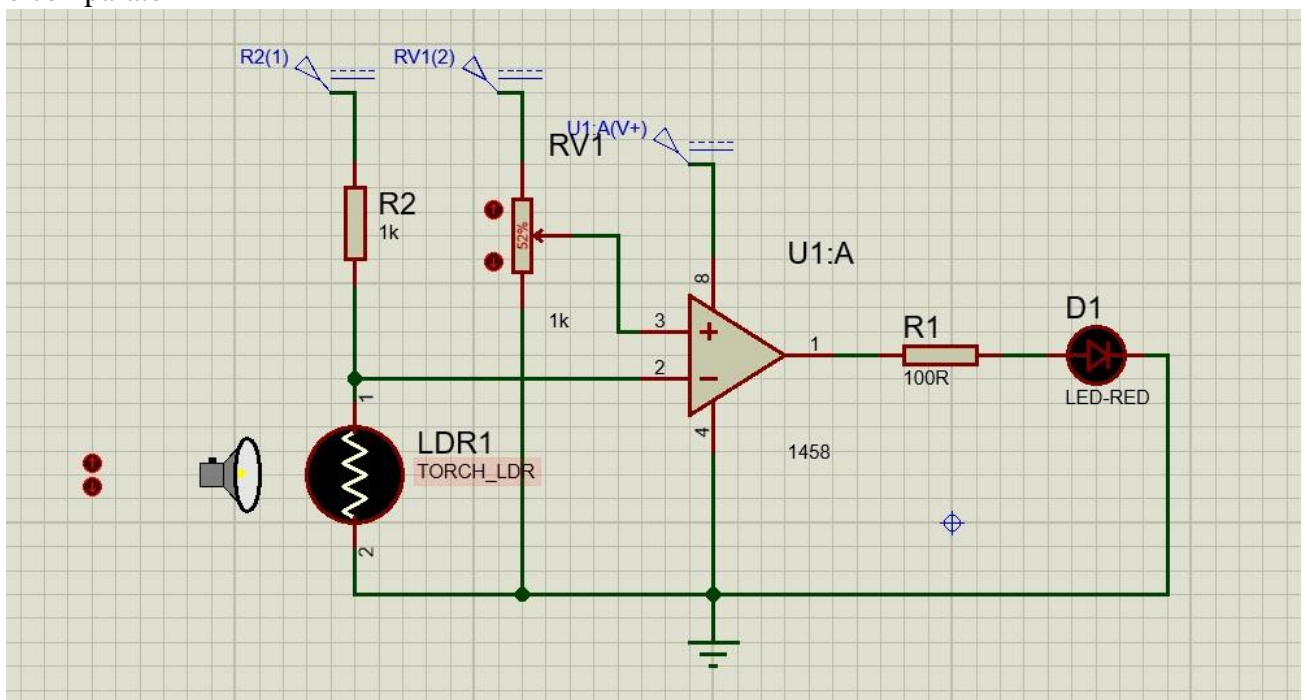 R2(1)
RV1(2)
U1:A(V+)
RV1
R2
1k
52%
1k
U1:A
8
3
2
4
1
1458
R1
100R
D1
LED-RED
1
LDR1
TORCH_LDR
2